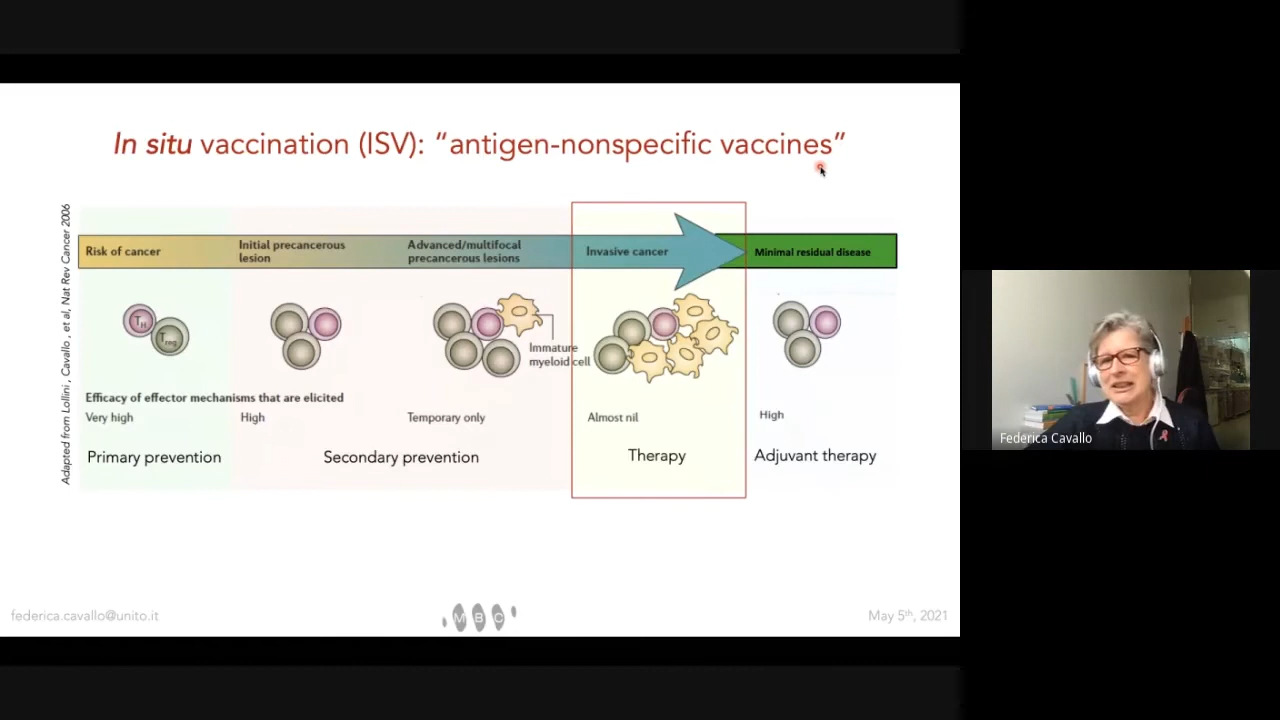 In situ vaccination (ISV): “antigen-nonspecific vaccines”
Adapted from Lollini , Cavallo , et al, Nat Rev Cancer 2006
Risk of cancer
Initial precancerous
lesion
Advanced/multifocal
precancerous lesions
Invasive cancer
Minimal residual disease
TH
Treg
Immature
myeloid cell
Efficacy of effector mechanisms that are elicited
Very high
High
Temporary only
Almost nil
High
Primary prevention
Secondary prevention
Therapy
Adjuvant therapy
federica.cavallo@unito.it
MBC
May 5th, 2021
Federica Cavallo